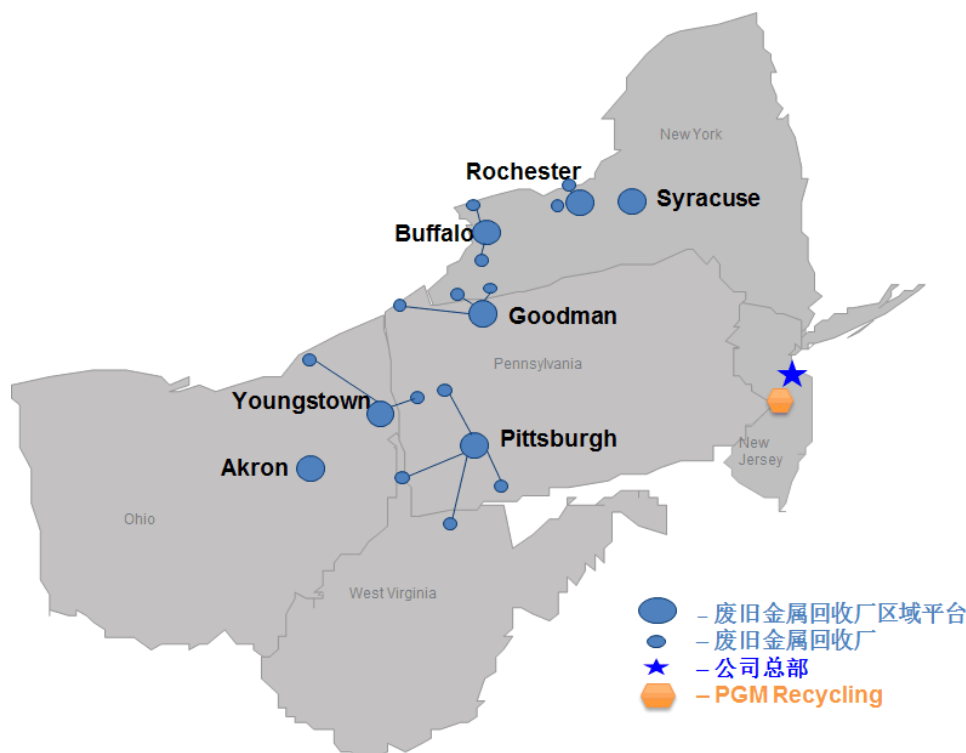 New York
Rochester
Syracuse
Buffalo
Goodman
Pennsylvania
Youngstown
Pittsburgh
Akron
New
Jersey
Ohio
West Virginia
– 废旧金属回收厂区域平台
– 废旧金属回收厂
– 公司总部
– PGM Recycling